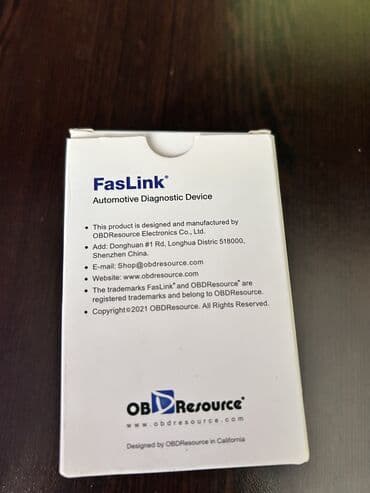 FasLink®
Automotive Diagnostic Device
• This product is designed and manufactured by
OBDResource Electronics Co., Ltd.
• Add: Donghuan #1 Rd, Longhua Distric 518000,
Shenzhen China.
• E-mail: Shop@obdresource.com
• Website: www.obdresource.com
• The trademarks FasLink® and OBDResource® are
registered trademarks and belong to OBDResource.
• Copyright©2021 OBDResource. All Rights Reserved.
OBDResource®
www.obdresource.com
Designed by OBDResource in California